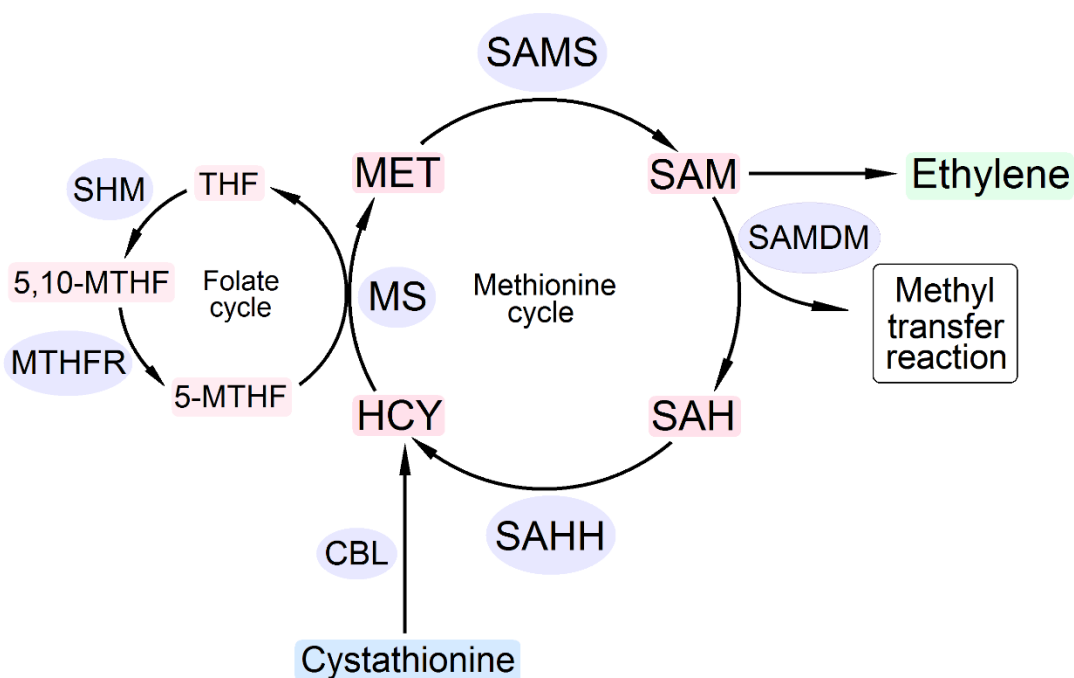 SAMS
MET
SAM
Ethylene
SHM
THF
SAMDM
5,10-MTHF
Folate
cycle
MS
Methionine
cycle
Methyl
transfer
reaction
MTHFR
5-MTHF
HCY
SAH
SAHH
CBL
Cystathionine